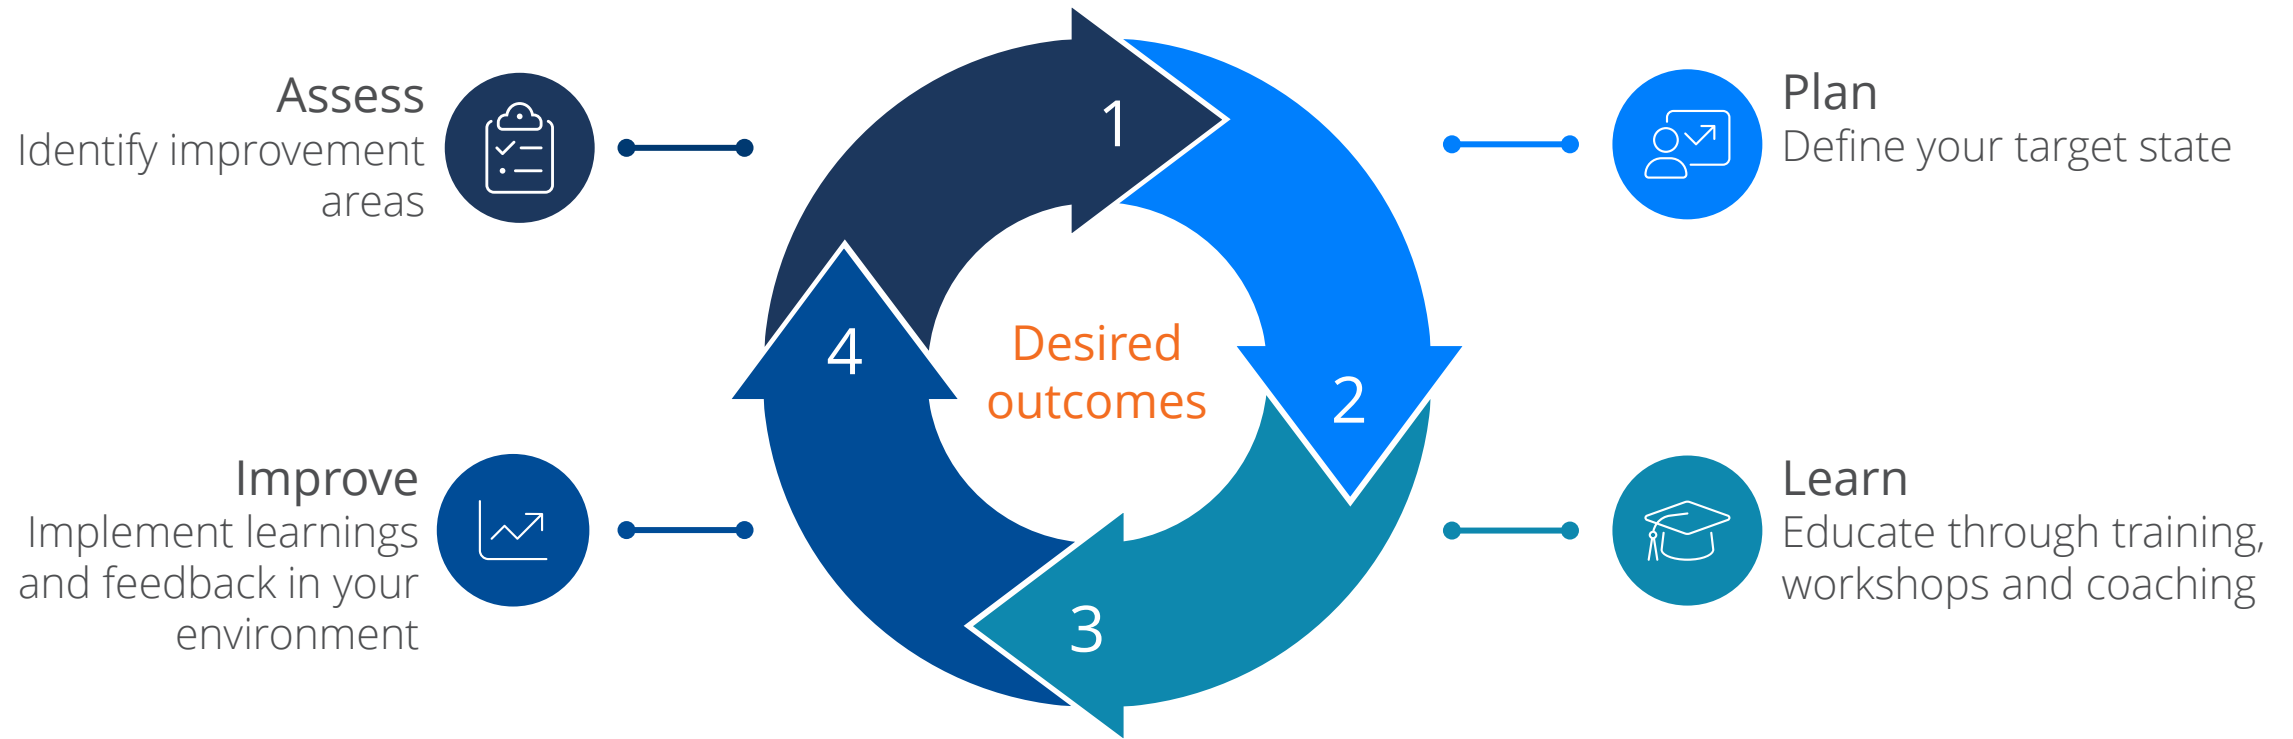 Assess
Identify improvement
areas
1
Plan
Define your target state
Desired
outcomes
4
2
Improve
Implement learnings
and feedback in your
environment
3
Learn
Educate through training,
workshops and coaching